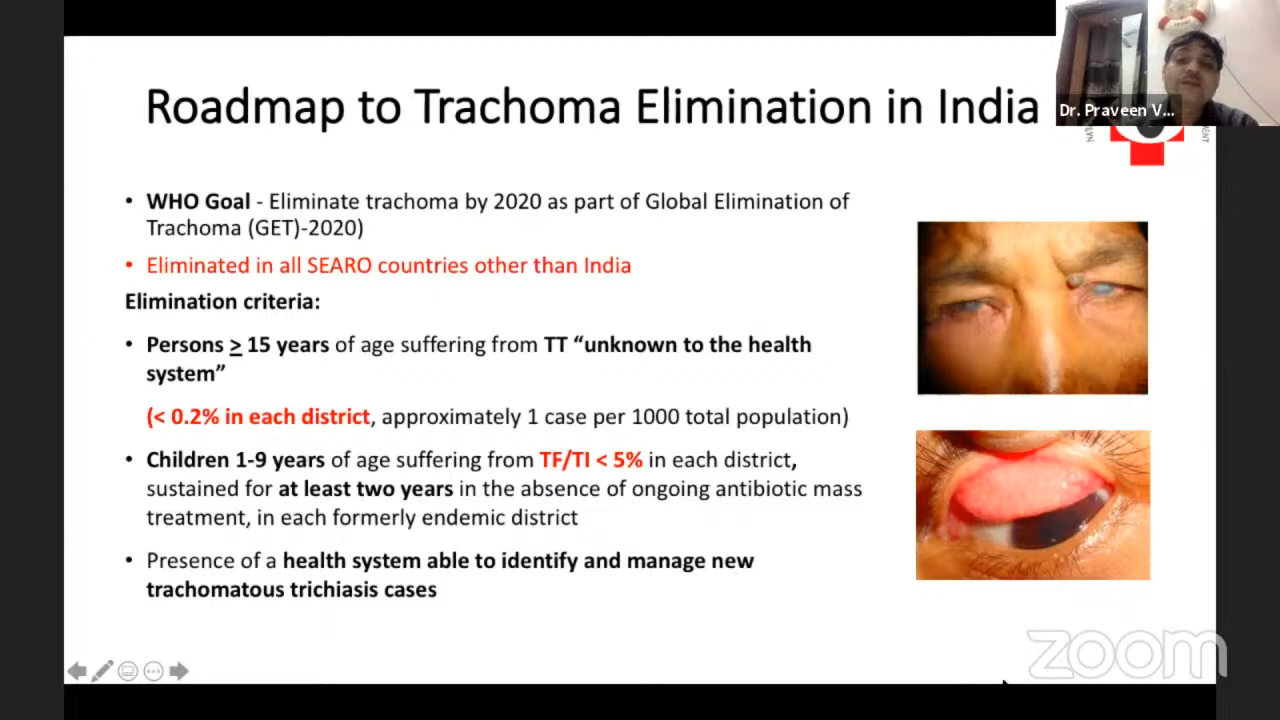 Roadmap to Trachoma Elimination in India
Dr. Praveen V...
• WHO Goal - Eliminate trachoma by 2020 as part of Global Elimination of
Trachoma (GET)-2020)
• Eliminated in all SEARO countries other than India
Elimination criteria:
• Persons ≥ 15 years of age suffering from TT “unknown to the health
system”
(< 0.2% in each district, approximately 1 case per 1000 total population)
• Children 1-9 years of age suffering from TF/TI < 5% in each district,
sustained for at least two years in the absence of ongoing antibiotic mass
treatment, in each formerly endemic district
• Presence of a health system able to identify and manage new
trachomatous trichiasis cases
zoom